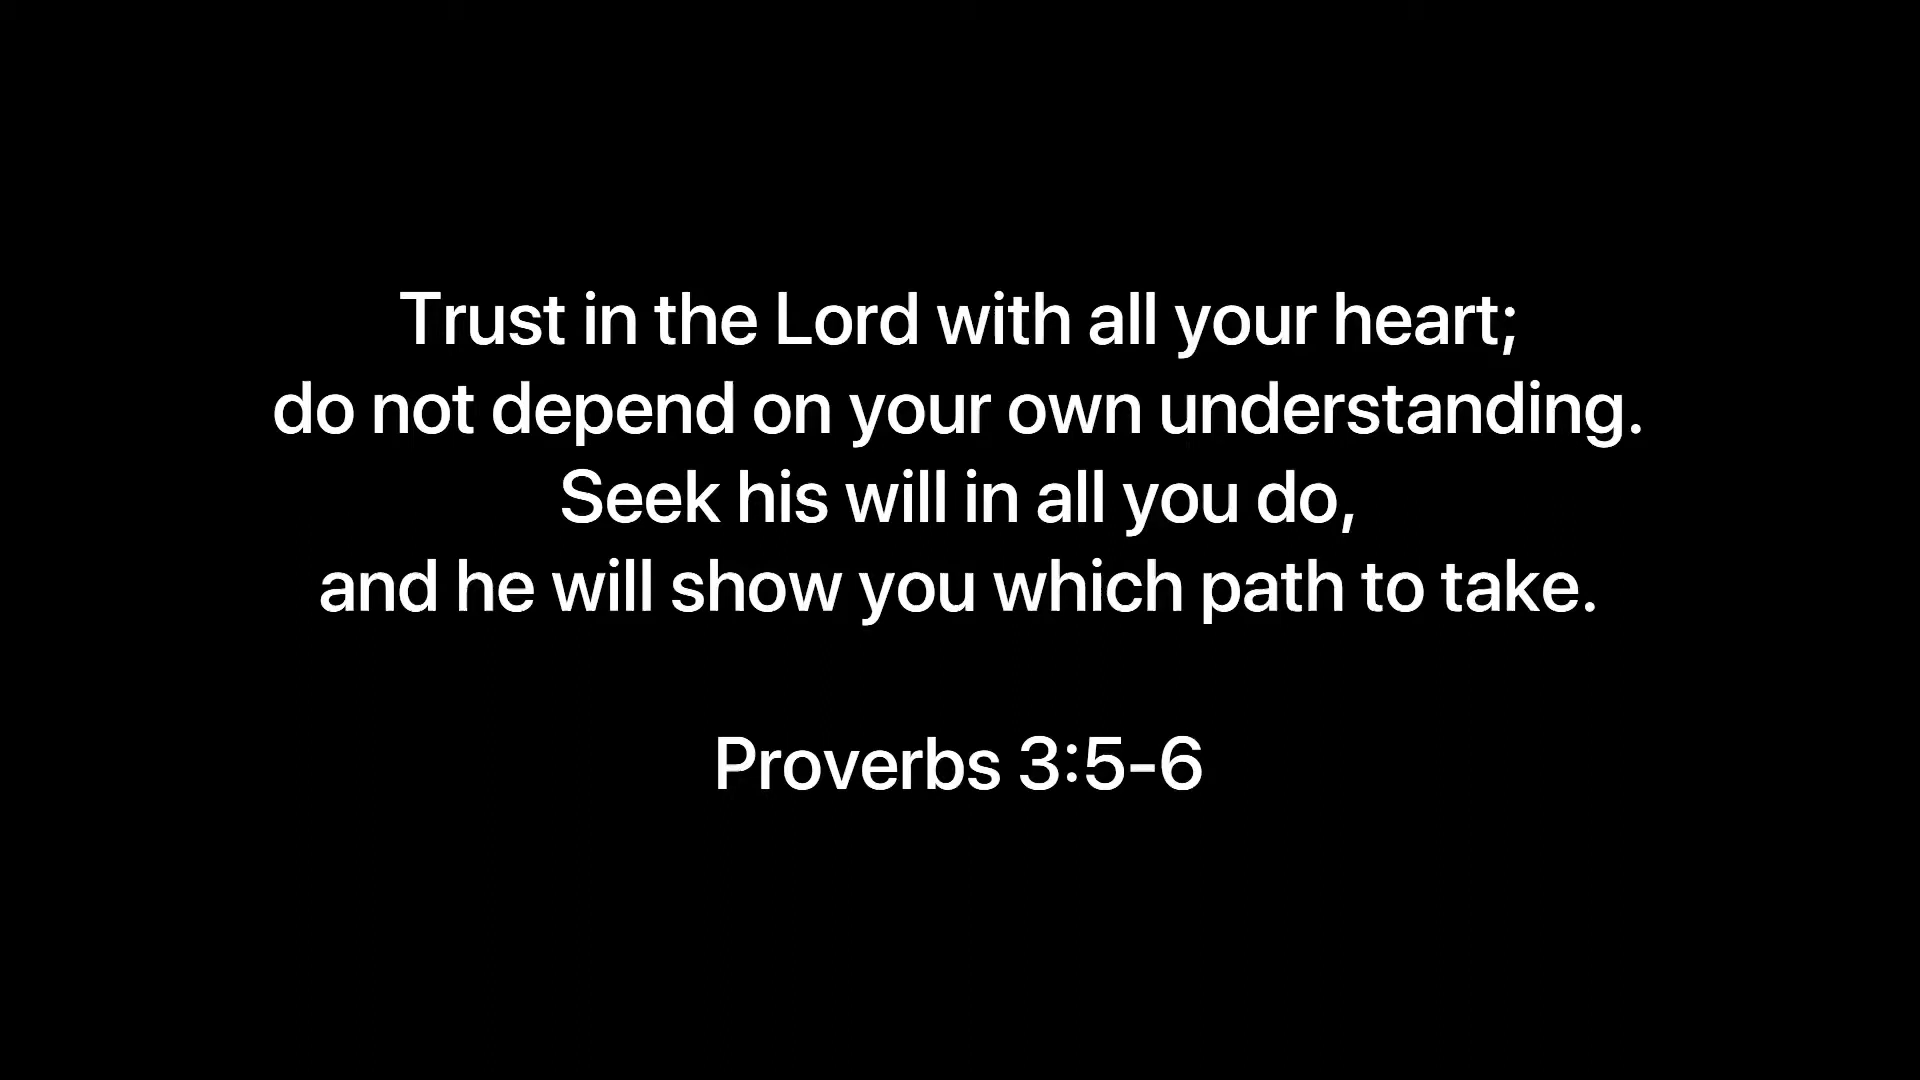 Trust in the Lord with all your heart;
do not depend on your own understanding.
Seek his will in all you do,
and he will show you which path to take.
Proverbs 3:5-6